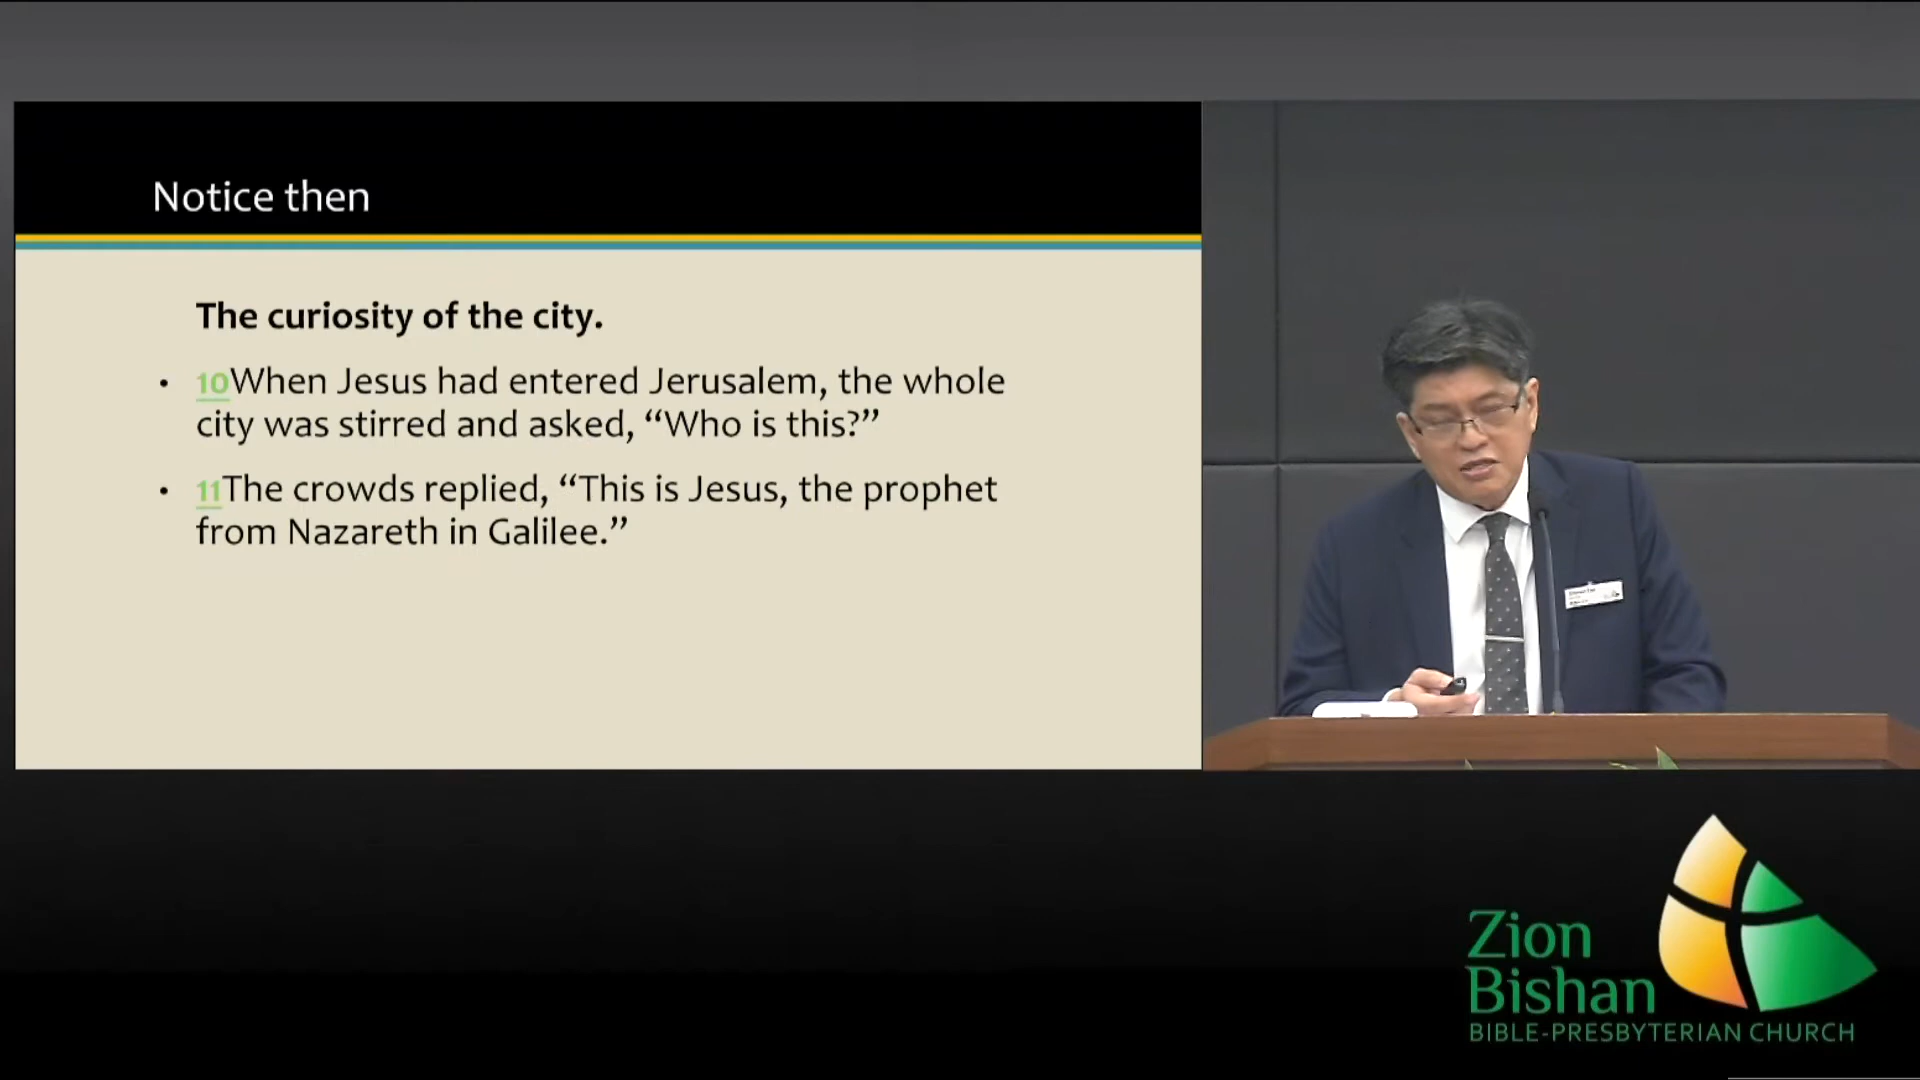 Notice then
The curiosity of the city.
• 10When Jesus had entered Jerusalem, the whole
city was stirred and asked, “Who is this?”
• 11The crowds replied, “This is Jesus, the prophet
from Nazareth in Galilee.”
Zion
Bishan
BIBLE-PRESBYTERIAN CHURCH